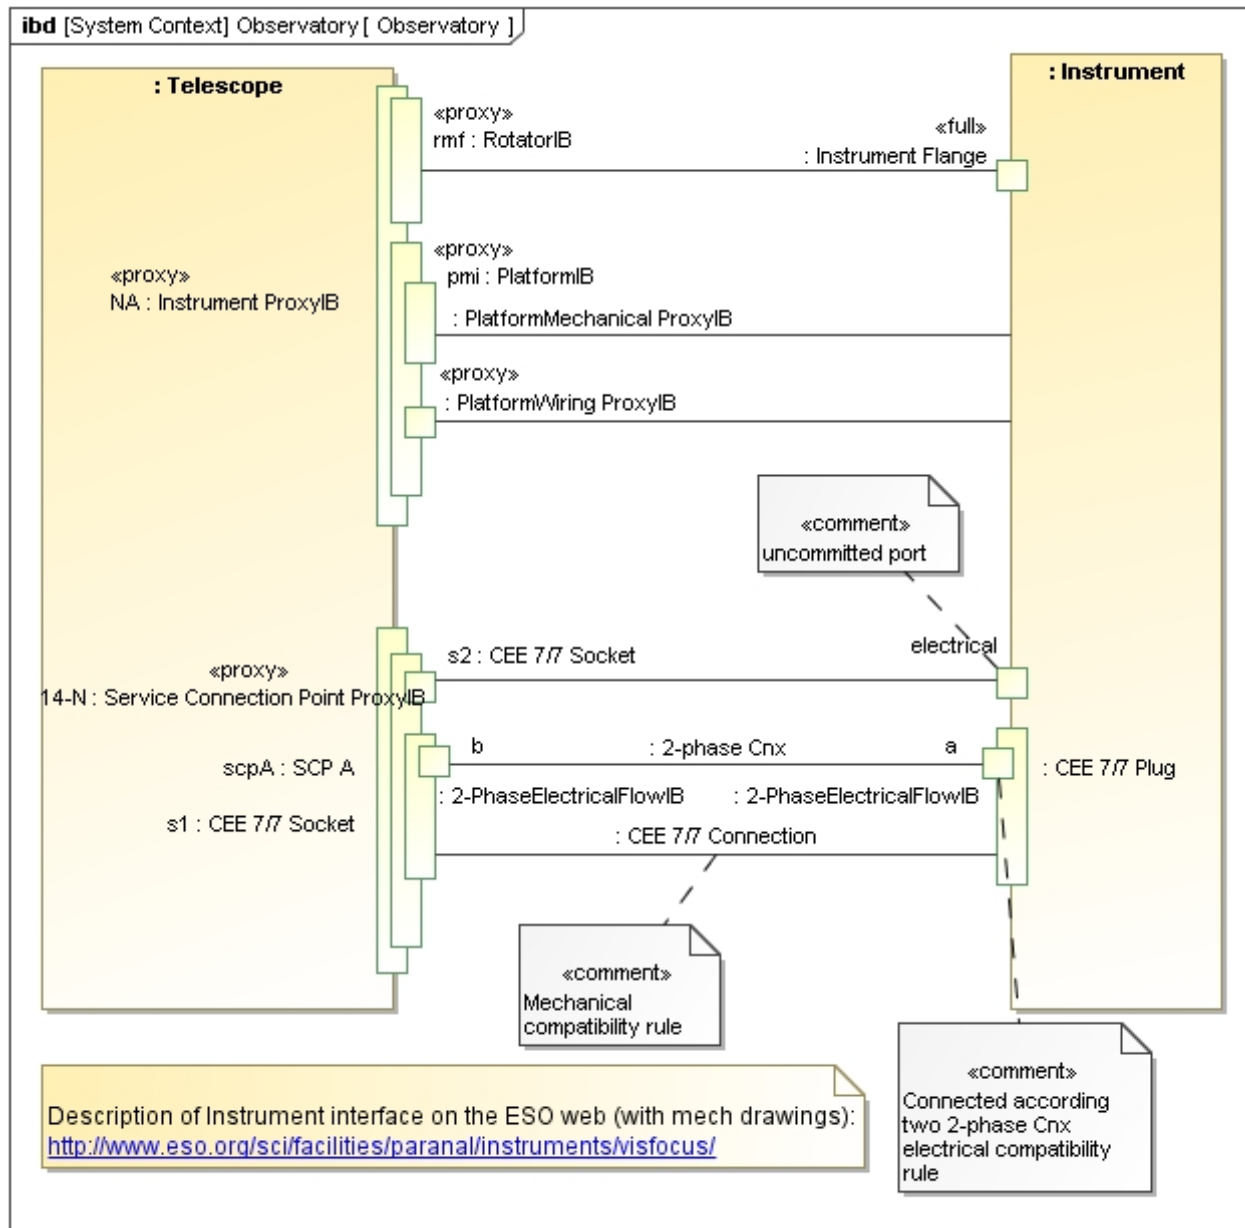 ibd [System Context] Observatory [ Observatory ]
: Telescope
: Instrument
«proxy»
rmf : RotatorIB
«full»
: Instrument Flange
«proxy»
pmi : PlatformIB
«proxy»
NA : Instrument ProxyIB
: PlatformMechanical ProxyIB
«proxy»
: PlatformWiring ProxyIB
«comment»
uncommitted port
electrical
s2 : CEE 7/7 Socket
«proxy»
14-N : Service Connection Point ProxyIB
b
: 2-phase Cnx
a
scpA : SCP A
: CEE 7/7 Plug
: 2-PhaseElectricalFlowIB
: 2-PhaseElectricalFlowIB
s1 : CEE 7/7 Socket
: CEE 7/7 Connection
«comment»
Mechanical
compatibility rule
«comment»
Connected according
two 2-phase Cnx
electrical compatibility
rule
Description of Instrument interface on the ESO web (with mech drawings):
http://www.eso.org/sci/facilities/paranal/instruments/visfocus/